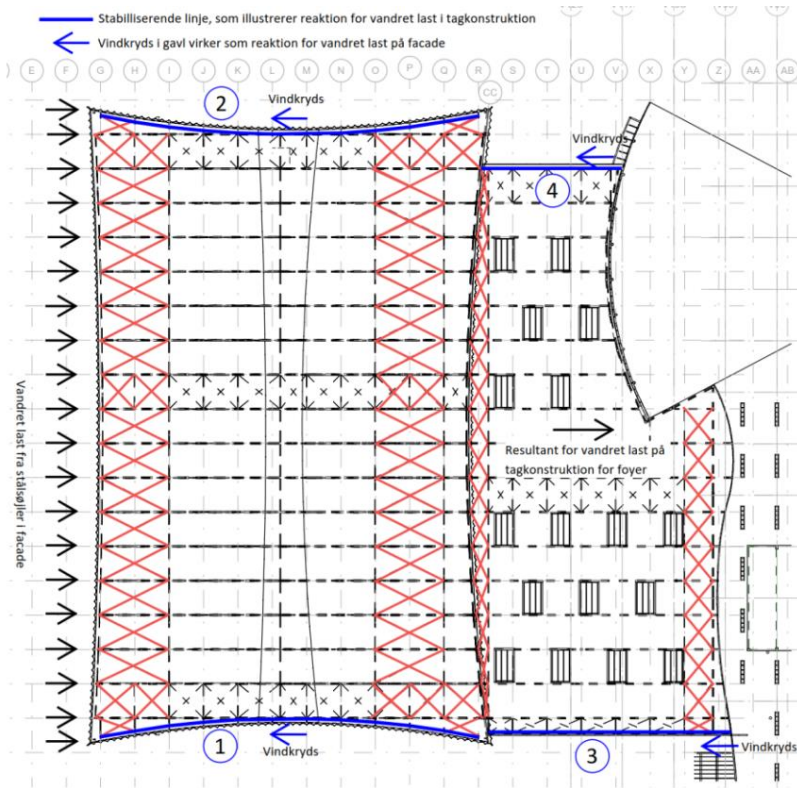 Stabilliserende linje, som illustrerer reaktion for vandret last i tagkonstruktion
Vindkryds i gavl virker som reaktion for vandret last på facade
E F G H I J K L M N O P Q R S T U V X Y Z AA AB
CC
2
Vindkryds
Vindkryds
4
Vandret last fra stålsøjler i facade
Resultant for vandret last på
tagkonstruktion for foyer
1
Vindkryds
3
Vindkryds